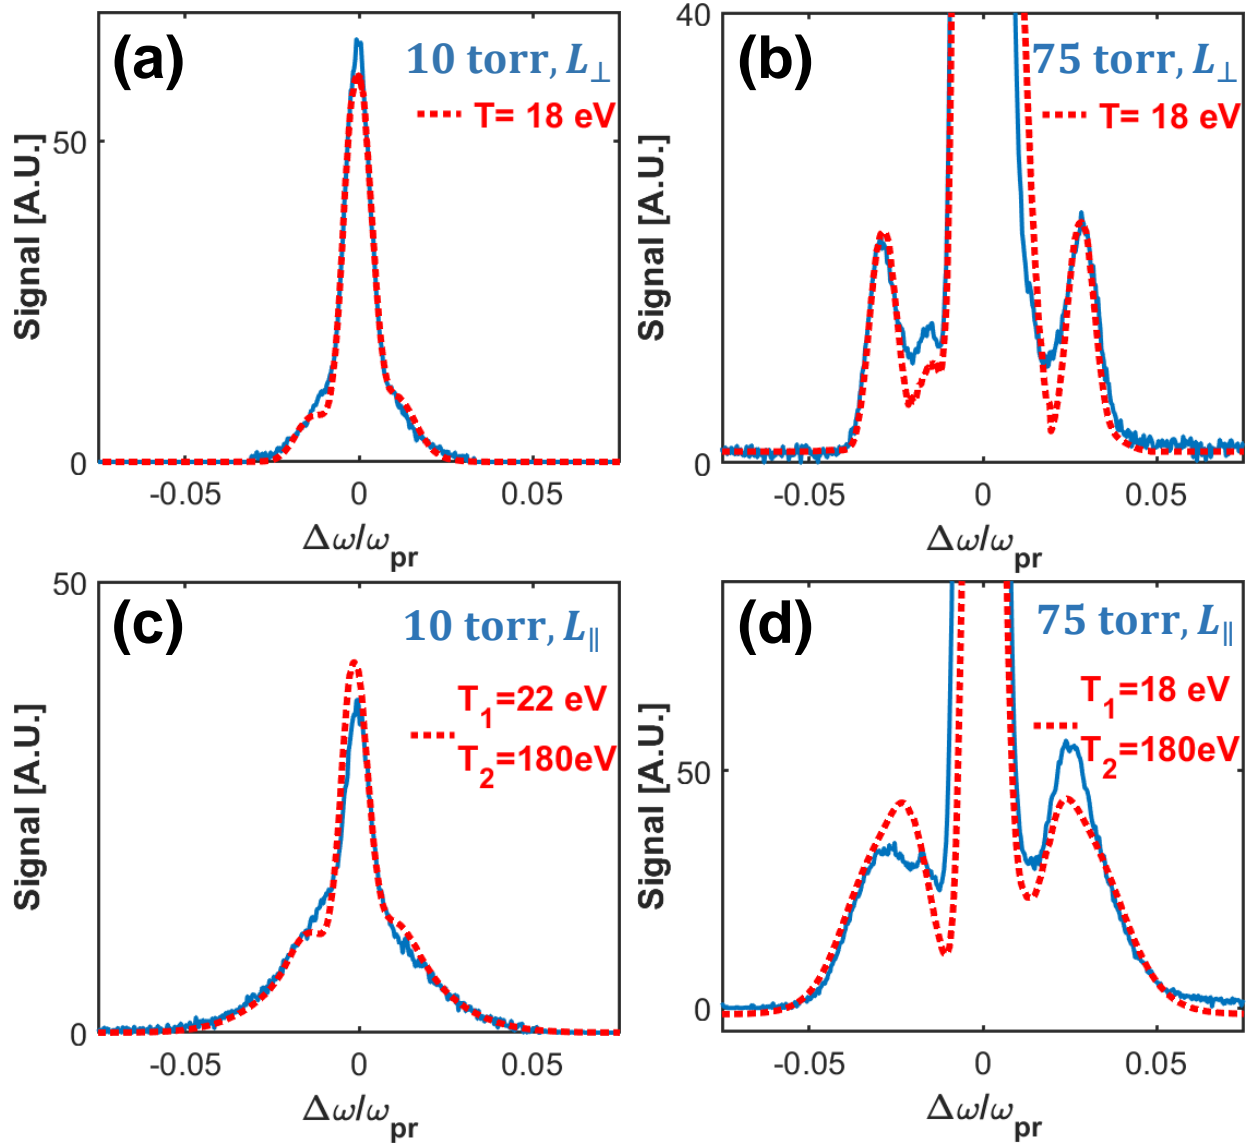 (a)
10 torr, L⊥
T= 18 eV
50
0
Signal [A.U.]
-0.05 0 0.05
Δω/ωpr
(b)
75 torr, L⊥
T= 18 eV
40
0
Signal [A.U.]
-0.05 0 0.05
Δω/ωpr
(c)
10 torr, L∥
T1=22 eV
T2=180eV
50
0
Signal [A.U.]
-0.05 0 0.05
Δω/ωpr
(d)
75 torr, L∥
T1=18 eV
T2=180eV
50
0
Signal [A.U.]
-0.05 0 0.05
Δω/ωpr